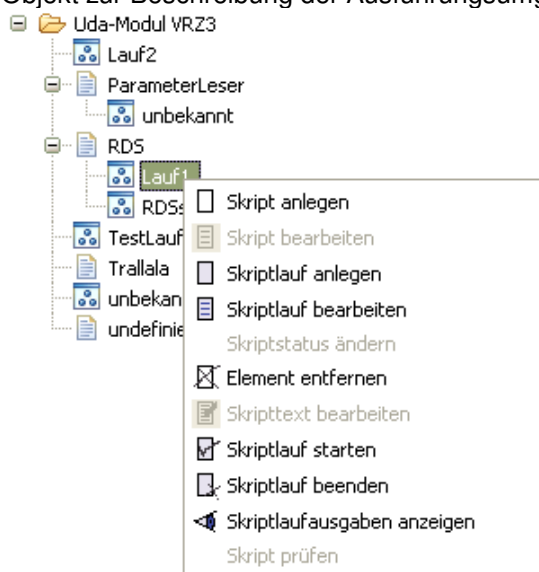 Objekt zur Beschreibung der Ausführungsum
Uda-Modul VRZ3
Lauf2
ParameterLeser
unbekannt
RDS
Lauf1
RDSs
TestLauf
Trallala
unbekan
undefinie
Skript anlegen
Skript bearbeiten
Skriptlauf anlegen
Skriptlauf bearbeiten
Skriptstatus ändern
Element entfernen
Skripttext bearbeiten
Skriptlauf starten
Skriptlauf beenden
Skriptlaufausgaben anzeigen
Skript prüfen